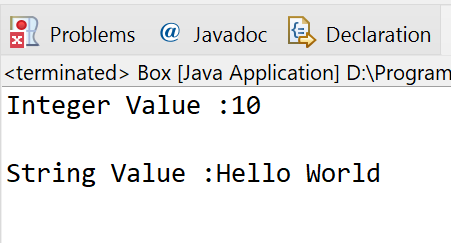 Problems @ Javadoc Declaration
<terminated> Box [Java Application] D:\Program
Integer Value :10
String Value :Hello World